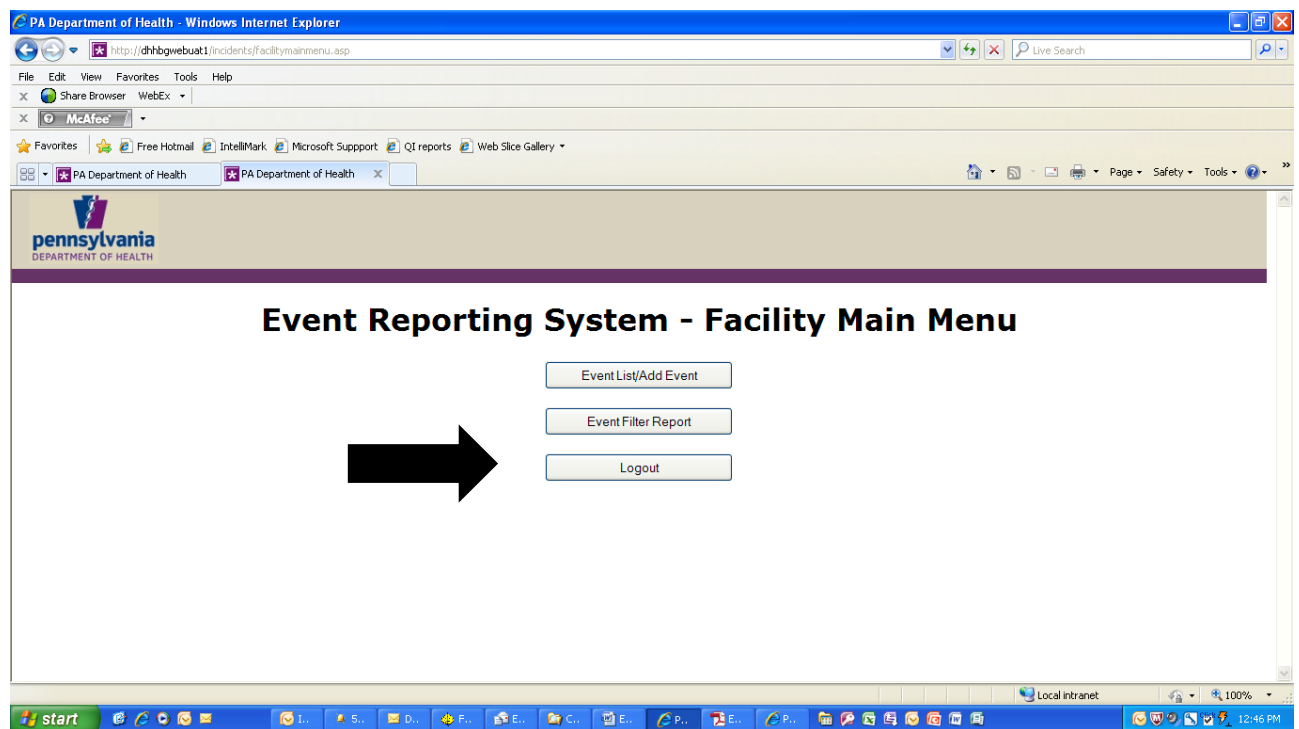 PA Department of Health - Windows Internet Explorer
http://dhhbgwebuat1/incidents/facilitymainmenu.asp
Live Search
File Edit View Favorites Tools Help
x Share Browser WebEx
x McAfee
Favorites Free Hotmail IntelliMark Microsoft Suppport QI reports Web Slice Gallery
PA Department of Health PA Department of Health x Page Safety Tools »
pennsylvania
DEPARTMENT OF HEALTH
Event Reporting System - Facility Main Menu
Event List/Add Event
Event Filter Report
Logout
Local intranet 100%
start I.. 5.. D.. F.. E.. C.. E.. P.. E.. P.. 12:46 PM